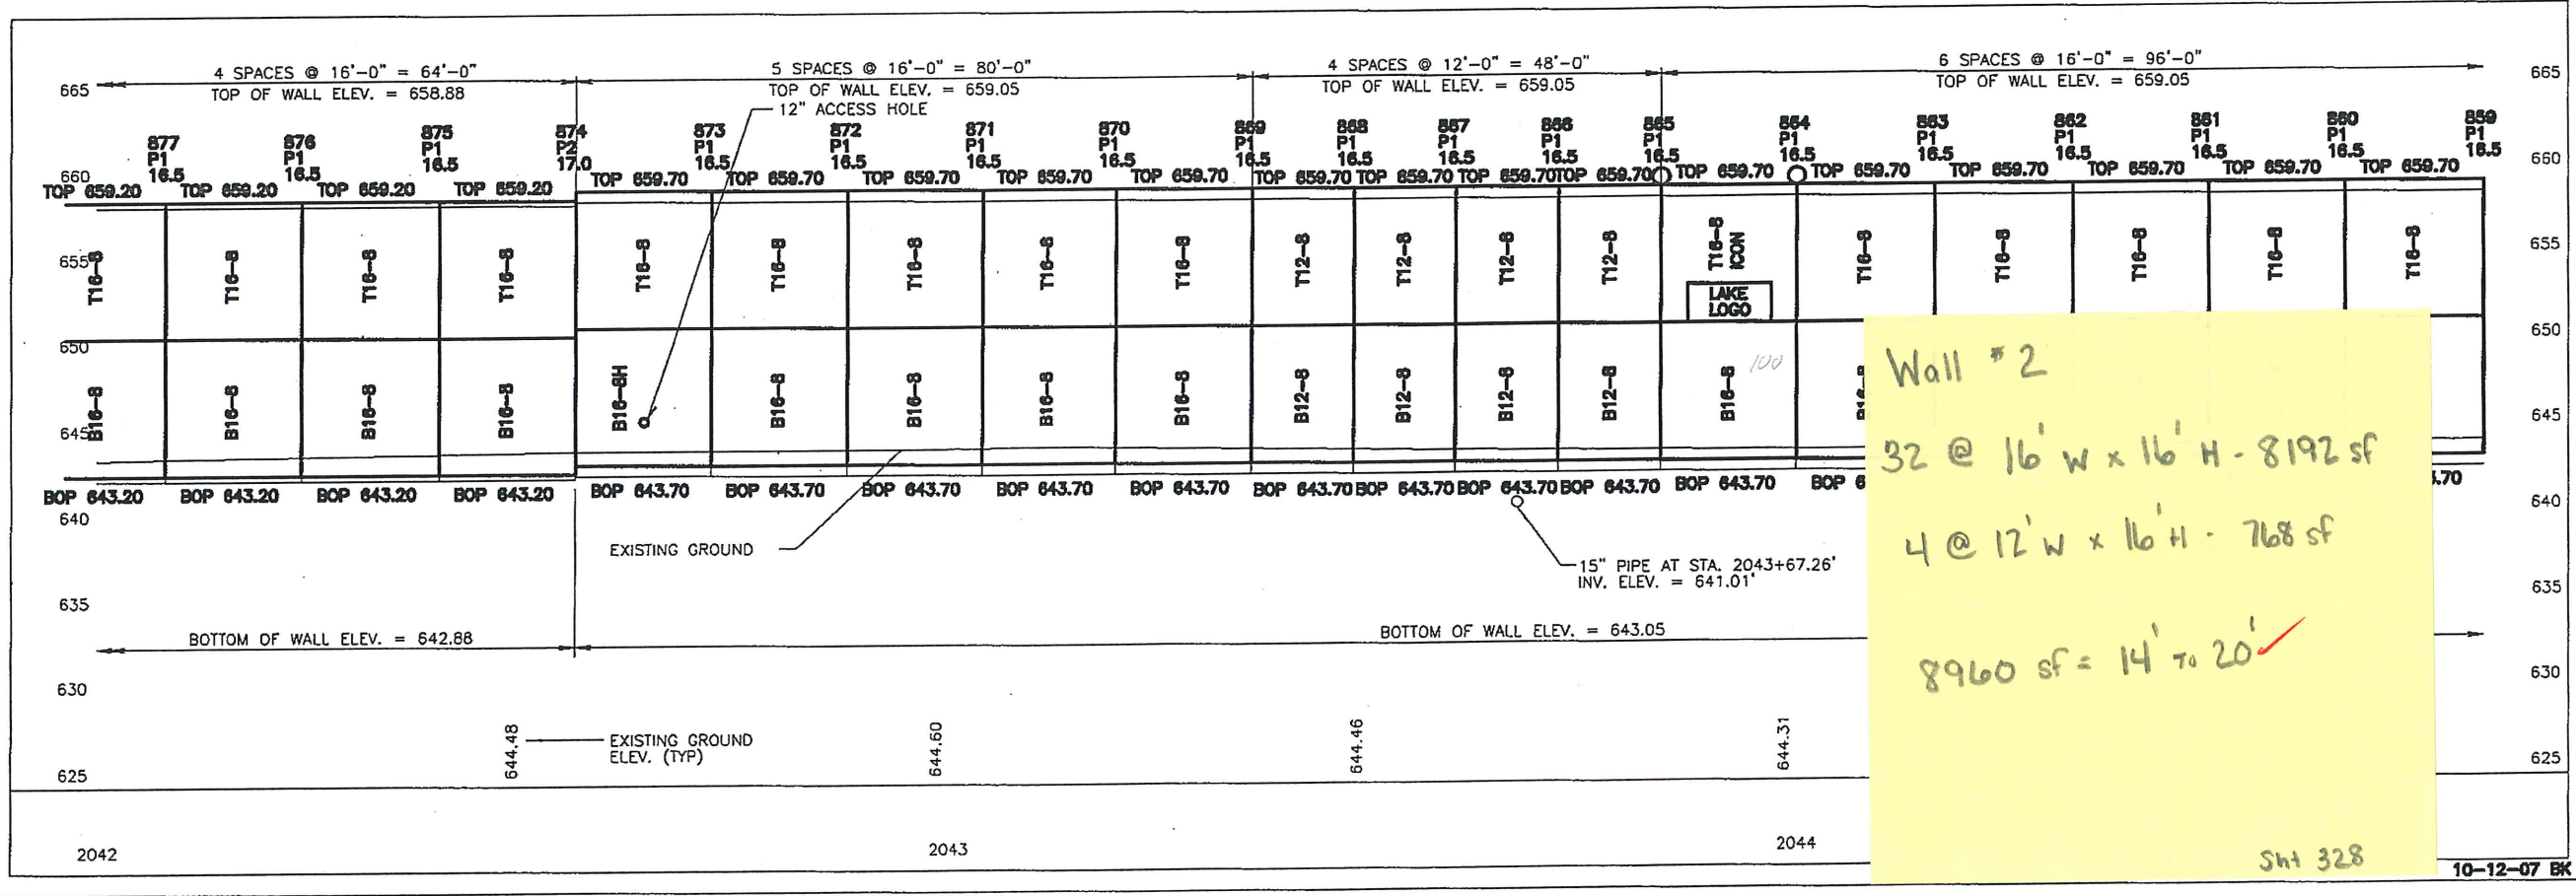 4 SPACES @ 16'-0" = 64'-0"
TOP OF WALL ELEV. = 658.88
5 SPACES @ 16'-0" = 80'-0"
TOP OF WALL ELEV. = 659.05
4 SPACES @ 12'-0" = 48'-0"
TOP OF WALL ELEV. = 659.05
6 SPACES @ 16'-0" = 96'-0"
TOP OF WALL ELEV. = 659.05
665 665
12" ACCESS HOLE
877 876 875 874 873 872 871 870 869 868 867 866 865 864 863 862 861 860 859
P1 P1 P1 P2 P1 P1 P1 P1 P1 P1 P1 P1 P1 P1 P1 P1 P1 P1 P1
16.5 16.5 16.5 17.0 16.5 16.5 16.5 16.5 16.5 16.5 16.5 16.5 16.5 16.5 16.5 16.5 16.5 16.5 16.5
660 660
TOP 659.20 TOP 659.20 TOP 659.20 TOP 659.20 TOP 659.70 TOP 659.70 TOP 659.70 TOP 659.70 TOP 659.70 TOP 659.70 TOP 659.70 TOP 659.70 TOP 659.70 TOP 659.70 TOP 659.70 TOP 659.70 TOP 659.70 TOP 659.70 TOP 659.70
655 655
T16-8 T16-8 T16-8 T16-8 T16-8 T16-8 T16-8 T16-8 T16-8 T12-8 T12-8 T12-8 T12-8 T16-8 ICON T16-8 T16-8 T16-8 T16-8 T16-8
LAKE
LOGO
650 650
B16-8 B16-8 B16-8 B16-8 B16-8H B16-8 B16-8 B16-8 B16-8 B12-8 B12-8 B12-8 B12-8 B16-8 100
645 645
BOP 643.20 BOP 643.20 BOP 643.20 BOP 643.20 BOP 643.70 BOP 643.70 BOP 643.70 BOP 643.70 BOP 643.70 BOP 643.70 BOP 643.70 BOP 643.70 BOP 643.70 BOP 643.70 BOP 6 .70
640 640
EXISTING GROUND
15" PIPE AT STA. 2043+67.26'
INV. ELEV. = 641.01'
635 635
BOTTOM OF WALL ELEV. = 642.88
BOTTOM OF WALL ELEV. = 643.05
630 630
644.48 644.60 644.46 644.31
EXISTING GROUND
ELEV. (TYP)
625 625
2042 2043 2044
Wall #2
32 @ 16' W x 16' H - 8192 sf
4 @ 12' W x 16' H - 768 sf
8960 sf = 14' To 20'
Sht 328
10-12-07 BK